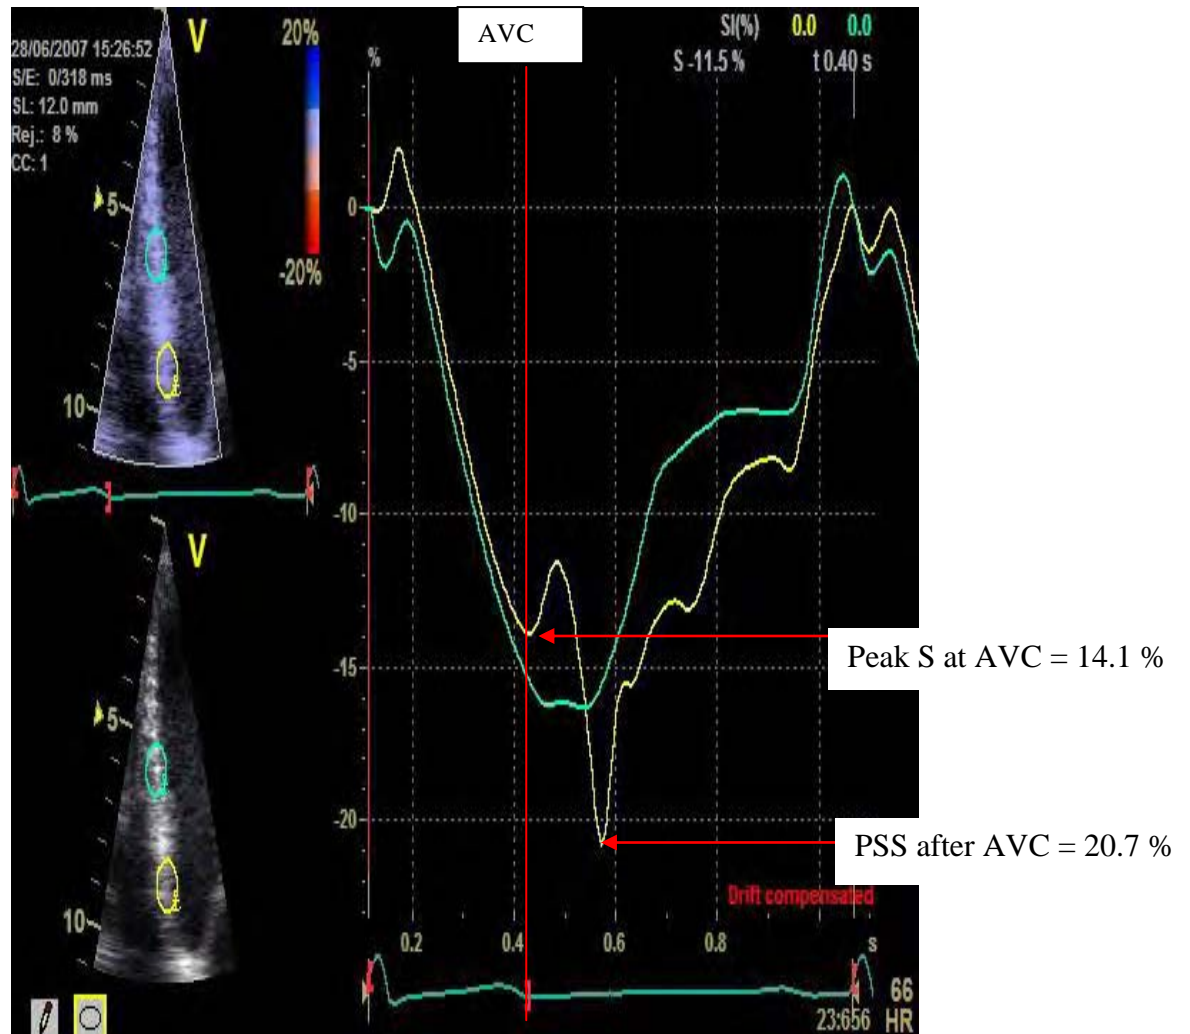 28/06/2007 15:26:52
S/E: 0/318 ms
SL: 12.0 mm
Rej.: 8 %
CC: 1
V
20%
-20%
5
10
V
5
10
AVC
SI(%) 0.0 0.0
S -11.5 % t 0.40 s
%
0
-5
-10
-15
-20
Peak S at AVC = 14.1 %
PSS after AVC = 20.7 %
Drift compensated
0.2 0.4 0.6 0.8 s
66
HR
23:656